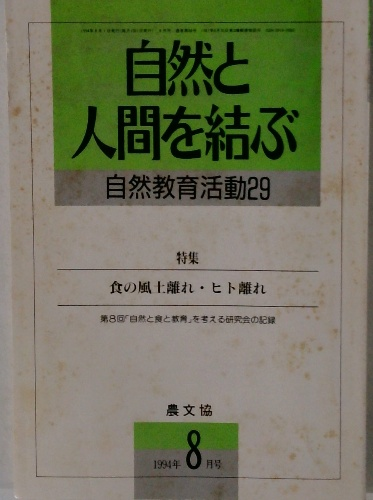 自然と
人間を結ぶ
自然教育活動29
特集
食の風土離れ・ヒト離れ
第8回「自然と食と教育」を考える研究会の記録
農文協
1994年 8月号